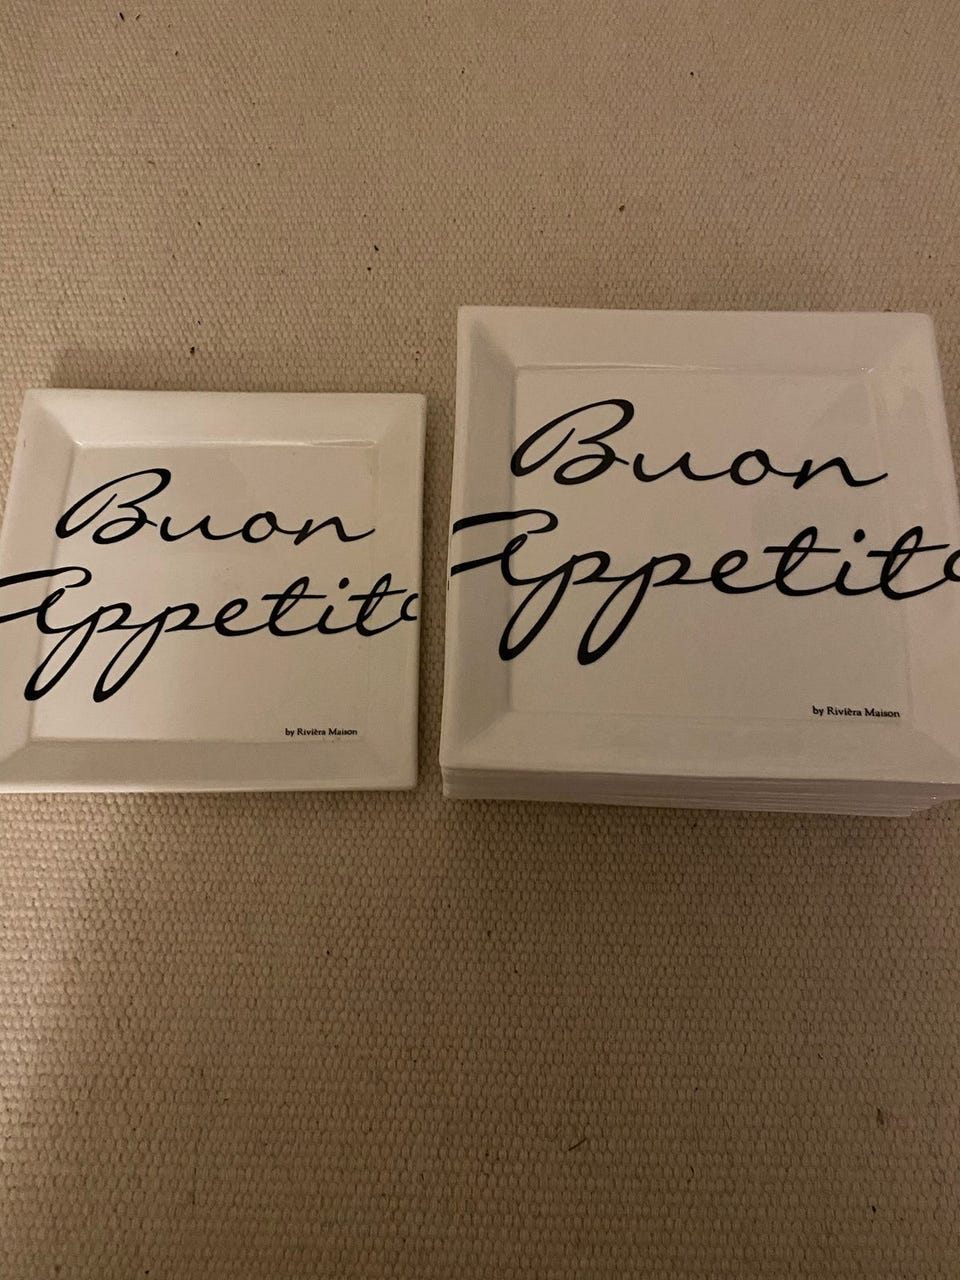 Buon
Appetito
by Rivièra Maison
Buon
Appetito
by Rivièra Maison